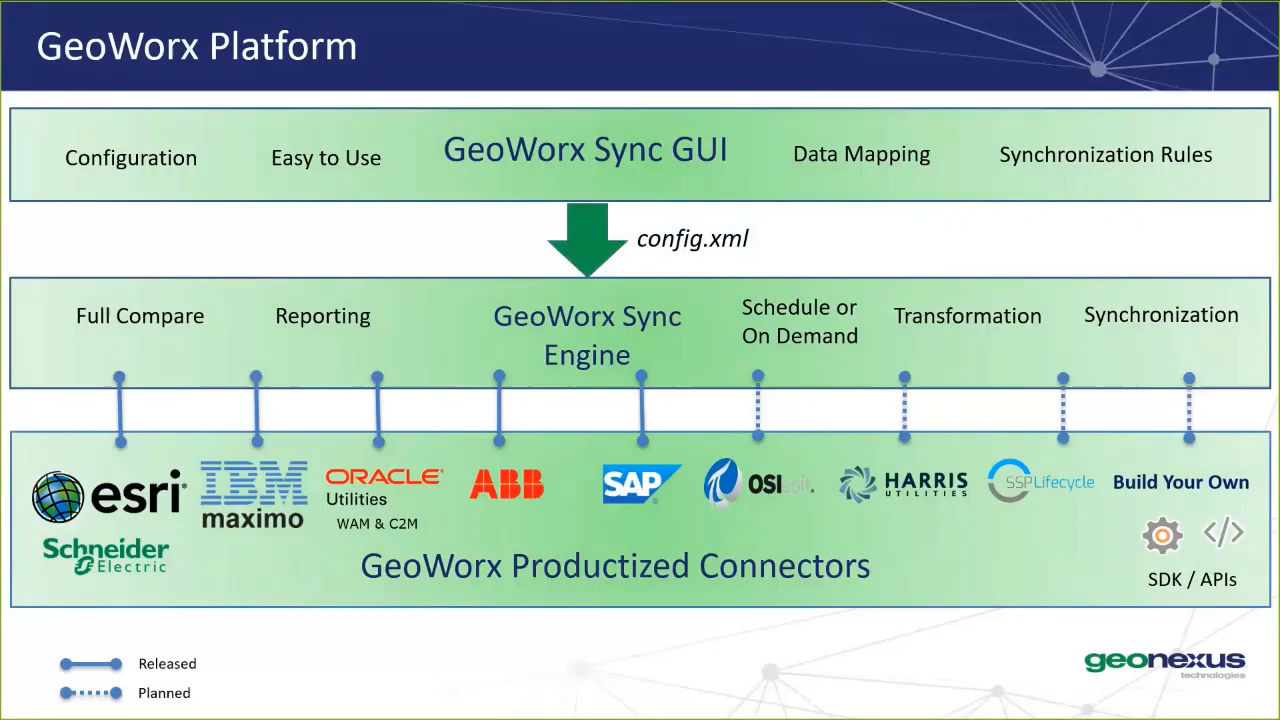 GeoWorx Platform
Configuration
Easy to Use
GeoWorx Sync GUI
Data Mapping
Synchronization Rules
config.xml
Full Compare
Reporting
GeoWorx Sync
Engine
Schedule or
On Demand
Transformation
Synchronization
esri®
Schneider
Electric
IBM
maximo
ORACLE®
Utilities
WAM & C2M
ABB
SAP
OSIsoft.
HARRIS
UTILITIES
SSPLifecycle
Build Your Own
SDK / APIs
GeoWorx Productized Connectors
Released
Planned
geonexus
technologies